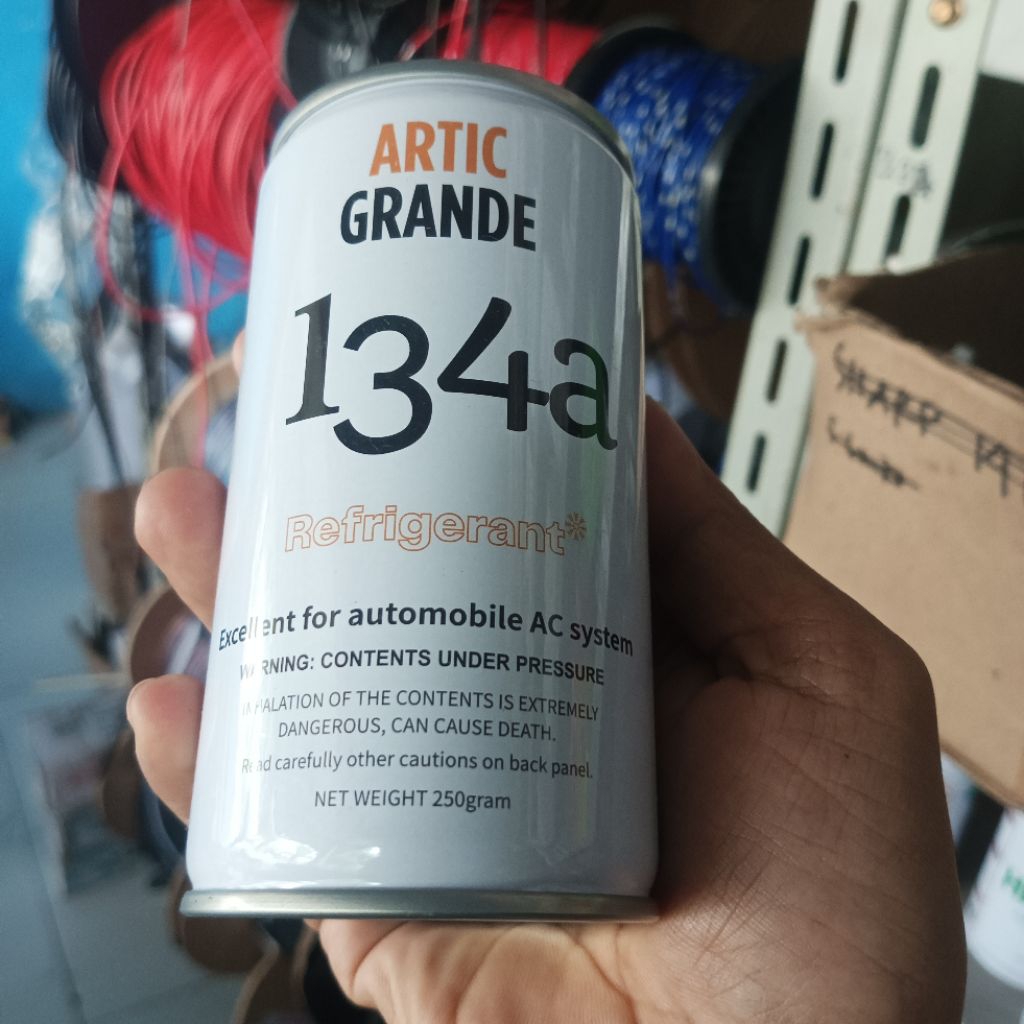 ARTIC
GRANDE
134a
Refrigerant
Excellent for automobile AC system
WARNING: CONTENTS UNDER PRESSURE
INHALATION OF THE CONTENTS IS EXTREMELY
DANGEROUS, CAN CAUSE DEATH.
Read carefully other cautions on back panel.
NET WEIGHT 250gram
SHARP